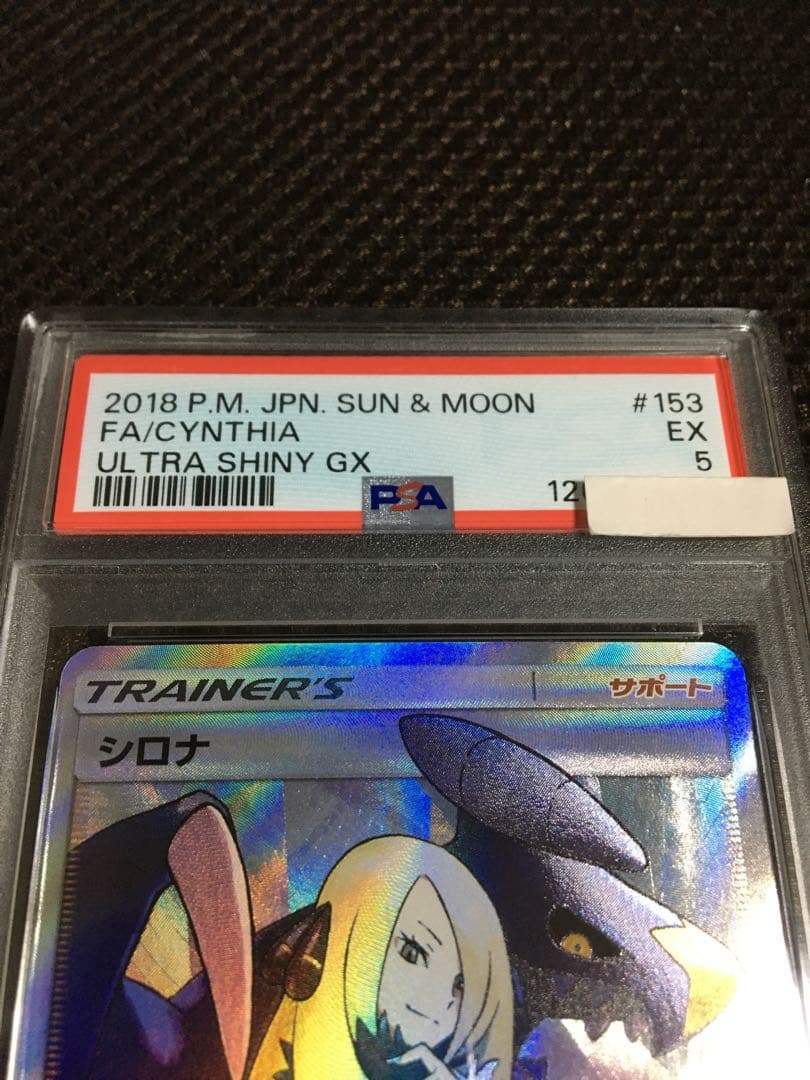 2018 P.M. JPN. SUN & MOON #153
FA/CYNTHIA EX
ULTRA SHINY GX 5
PSA
TRAINER'S サポート
シロナ